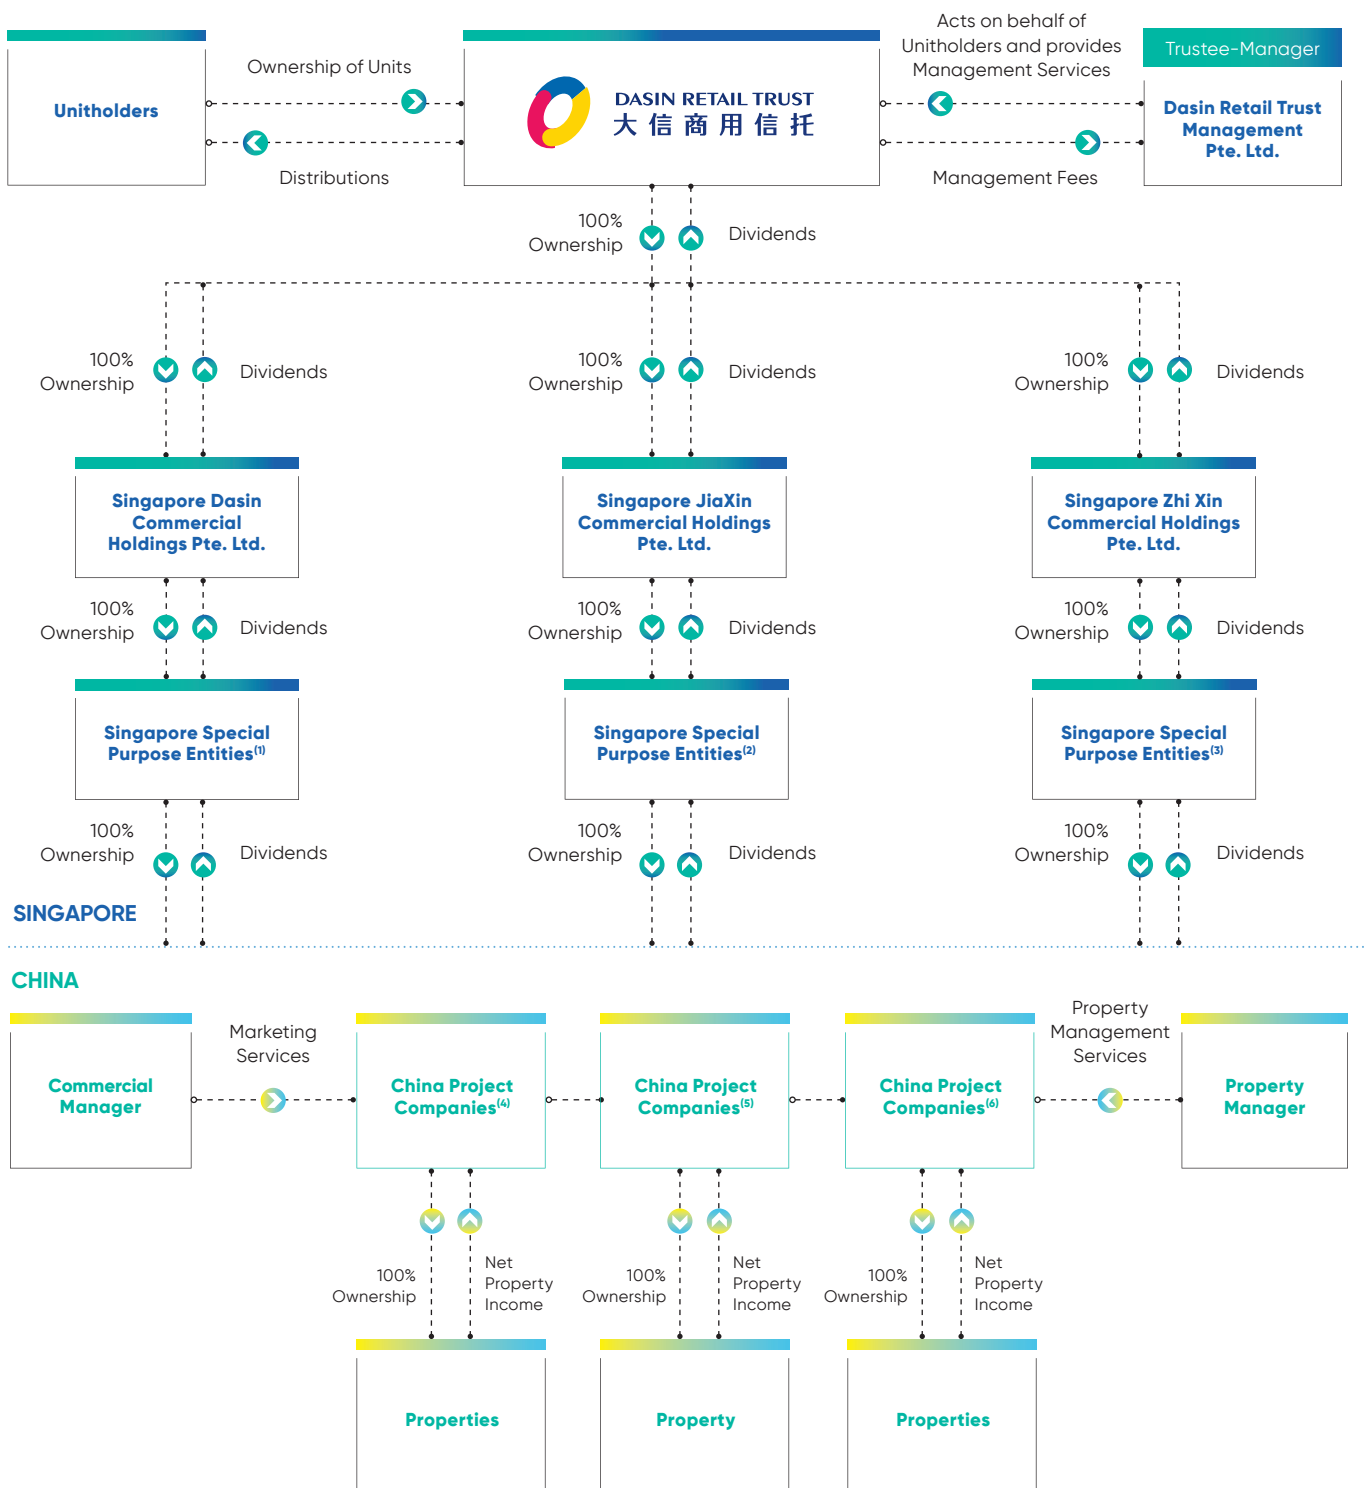 Unitholders
Ownership of Units
Distributions
DASIN RETAIL TRUST
大信商用信托
Acts on behalf of
Unitholders and provides
Management Services
Management Fees
Trustee-Manager
Dasin Retail Trust
Management
Pte. Ltd.
100%
Ownership
Dividends
100%
Ownership
Dividends
100%
Ownership
Dividends
100%
Ownership
Dividends
Singapore Dasin
Commercial
Holdings Pte. Ltd.
Singapore JiaXin
Commercial Holdings
Pte. Ltd.
Singapore Zhi Xin
Commercial Holdings
Pte. Ltd.
100%
Ownership
Dividends
100%
Ownership
Dividends
100%
Ownership
Dividends
Singapore Special
Purpose Entities(1)
Singapore Special
Purpose Entities(2)
Singapore Special
Purpose Entities(3)
100%
Ownership
Dividends
100%
Ownership
Dividends
100%
Ownership
Dividends
SINGAPORE
CHINA
Commercial
Manager
Marketing
Services
China Project
Companies(4)
China Project
Companies(5)
China Project
Companies(6)
Property
Management
Services
Property
Manager
100%
Ownership
Net
Property
Income
100%
Ownership
Net
Property
Income
100%
Ownership
Net
Property
Income
Properties
Property
Properties